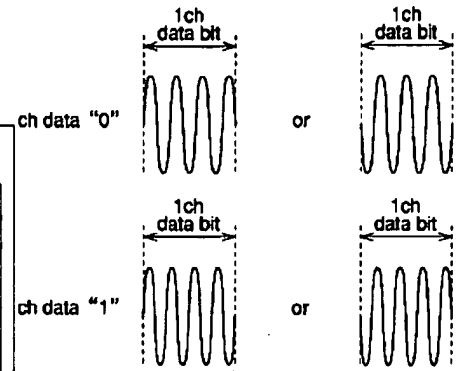 1ch
data bit
1ch
data bit
ch data "0"
or
1ch
data bit
1ch
data bit
ch data "1"
or